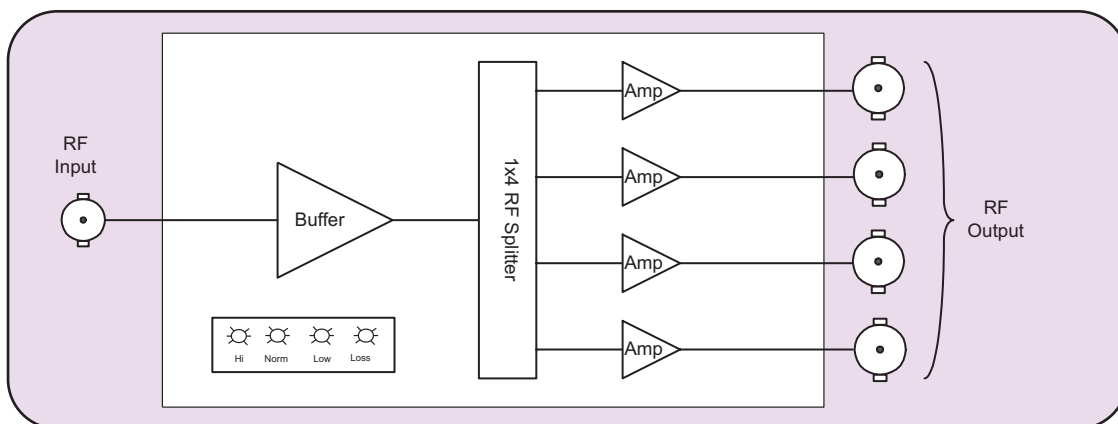 RF
Input
Buffer
1x4 RF Splitter
Amp
Amp
Amp
Amp
RF
Output
Hi
Norm
Low
Loss